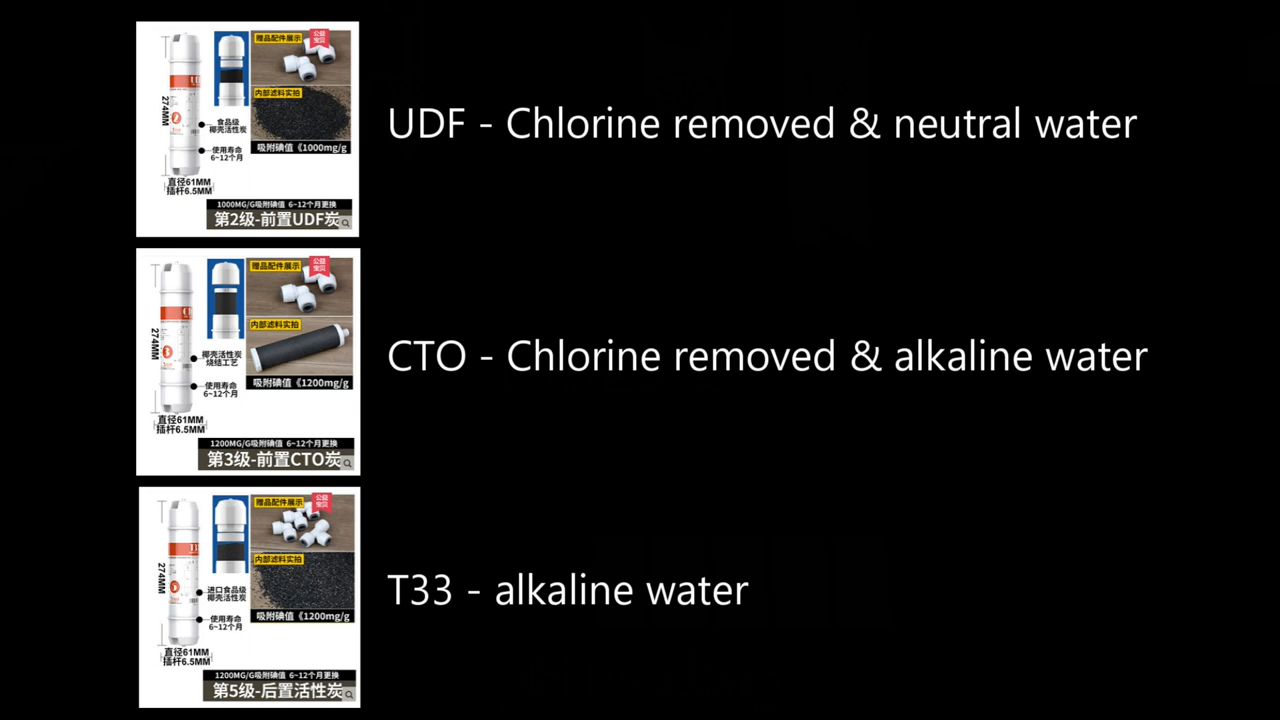 赠品配件展示
公益
宝贝
内部滤料实拍
274MM
食品级
椰壳活性炭
使用寿命
6~12个月
吸附碘值《1000mg/g
直径61MM
插杆6.5MM
1000MG/G吸附碘值 6~12个月更换
第2级-前置UDF炭
UDF - Chlorine removed & neutral water
赠品配件展示
公益
宝贝
内部滤料实拍
274MM
椰壳活性炭
烧结工艺
使用寿命
6~12个月
吸附碘值《1200mg/g
直径61MM
插杆6.5MM
1200MG/G吸附碘值 6~12个月更换
第3级-前置CTO炭
CTO - Chlorine removed & alkaline water
赠品配件展示
公益
宝贝
内部滤料实拍
274MM
进口食品级
椰壳活性炭
使用寿命
6~12个月
吸附碘值《1200mg/g
直径61MM
插杆6.5MM
1200MG/G吸附碘值 6~12个月更换
第5级-后置活性炭
T33 - alkaline water